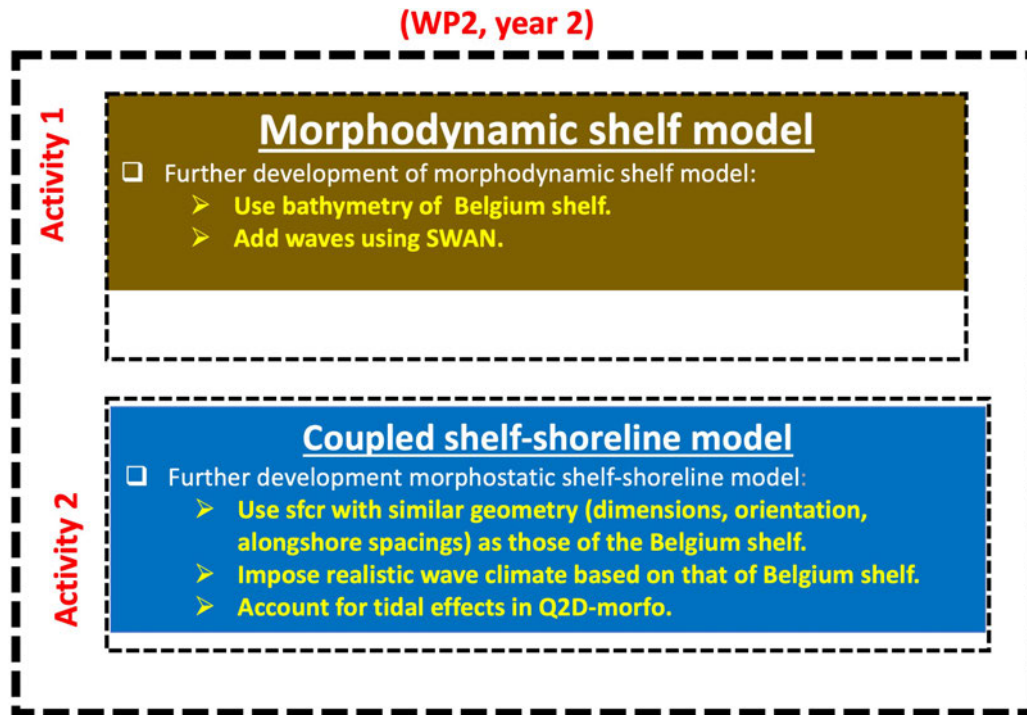 (WP2, year 2)
Activity 1
Morphodynamic shelf model
Further development of morphodynamic shelf model:
Use bathymetry of Belgium shelf.
Add waves using SWAN.
Activity 2
Coupled shelf-shoreline model
Further development morphostatic shelf-shoreline model:
Use sfcr with similar geometry (dimensions, orientation,
alongshore spacings) as those of the Belgium shelf.
Impose realistic wave climate based on that of Belgium shelf.
Account for tidal effects in Q2D-morfo.